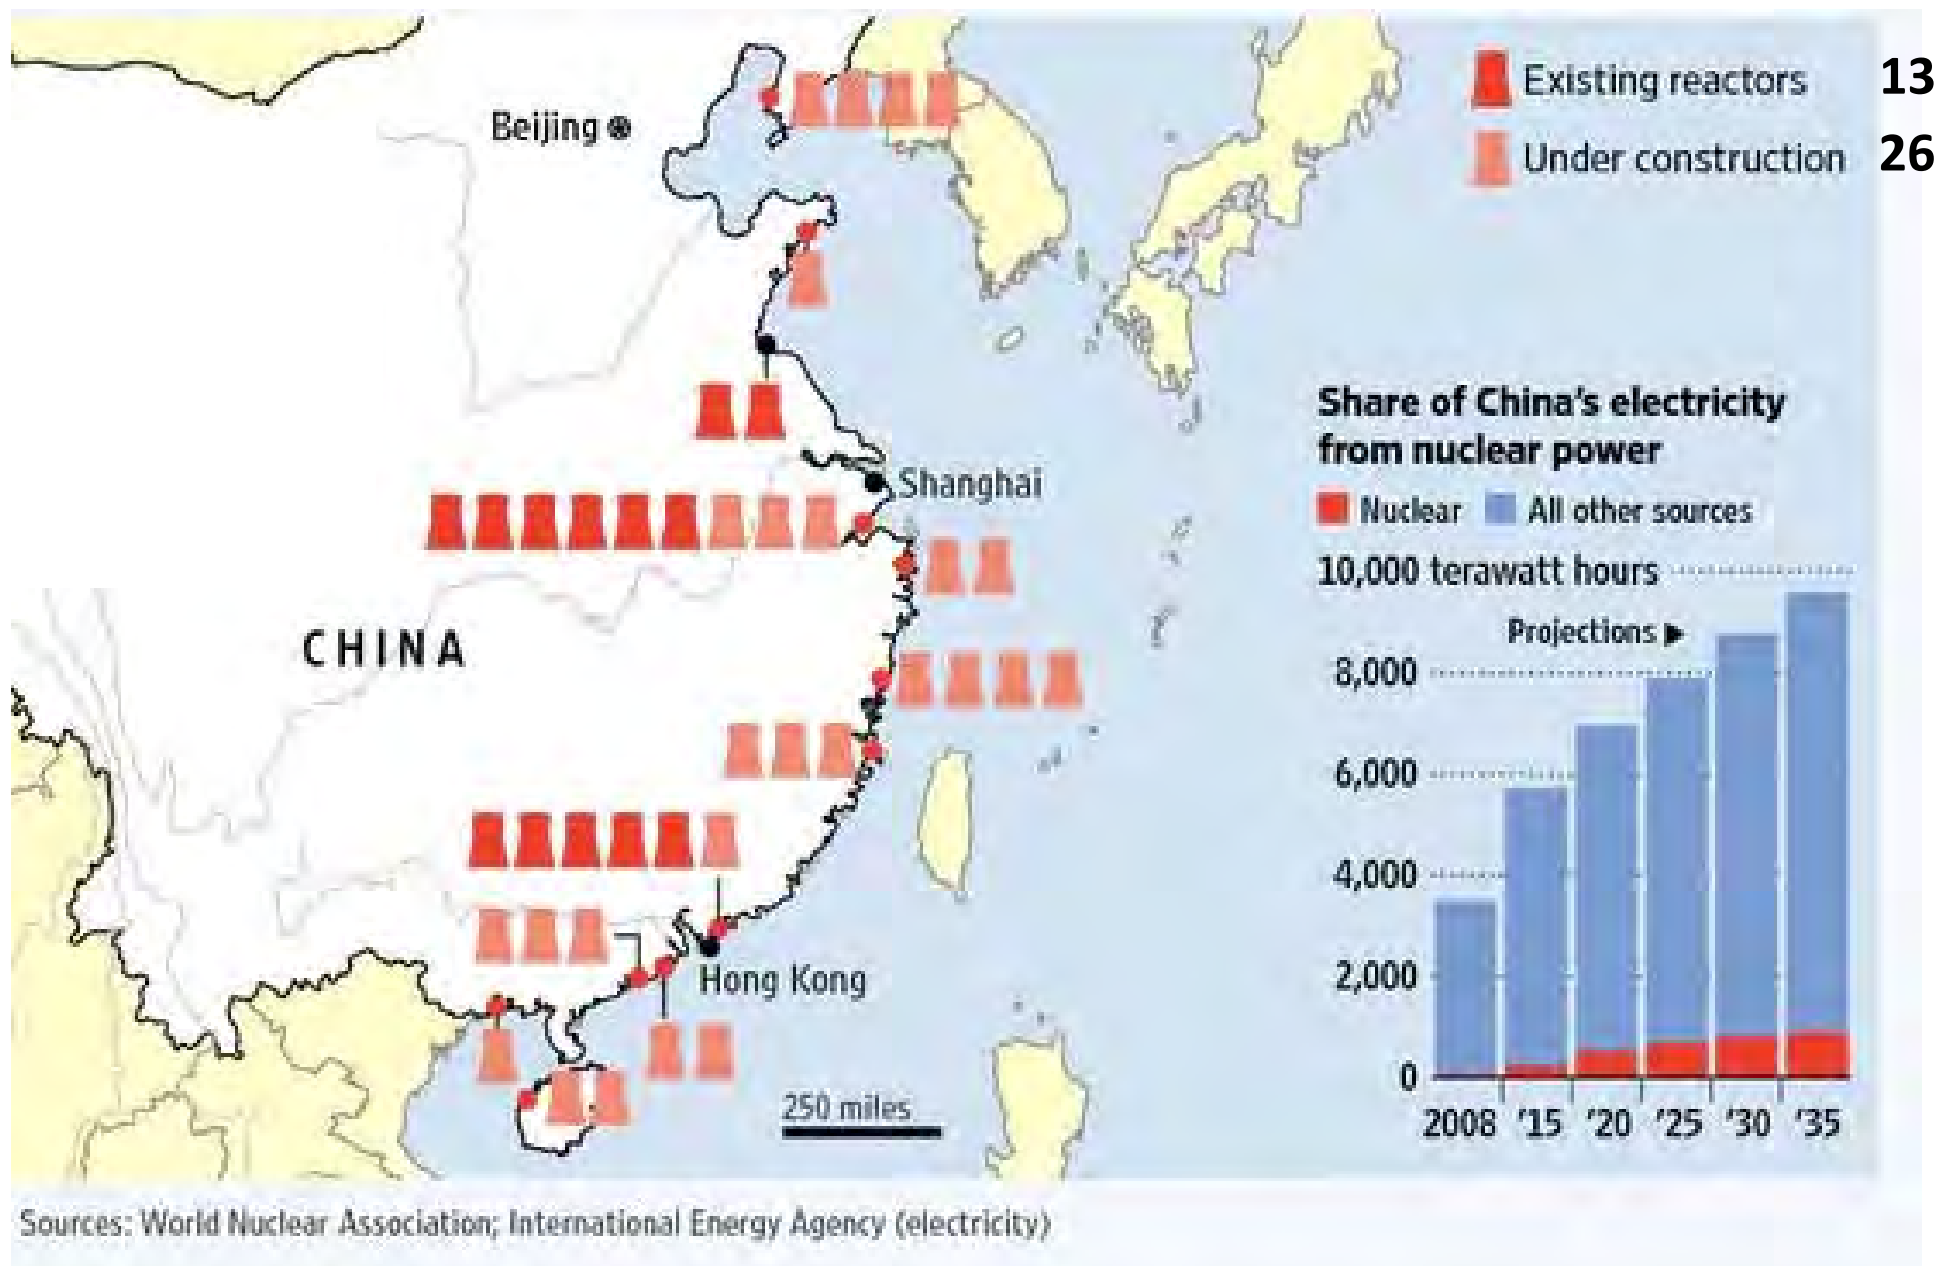 Existing reactors 13
Under construction 26
Beijing
Shanghai
CHINA
Hong Kong
250 miles
Share of China's electricity
from nuclear power
Nuclear All other sources
10,000 terawatt hours
Projections ▶
8,000
6,000
4,000
2,000
0
2008 '15 '20 '25 '30 '35
Sources: World Nuclear Association; International Energy Agency (electricity)